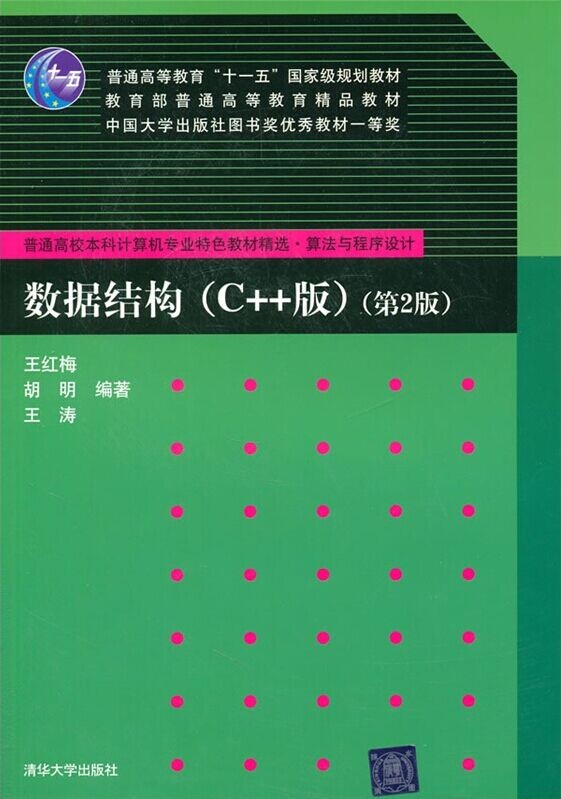 十一五
普通高等教育“十一五”国家级规划教材
教育部普通高等教育精品教材
中国大学出版社图书奖优秀教材一等奖
普通高校本科计算机专业特色教材精选·算法与程序设计
数据结构（C++版）（第2版）
王红梅
胡 明 编著
王 涛
清华大学出版社